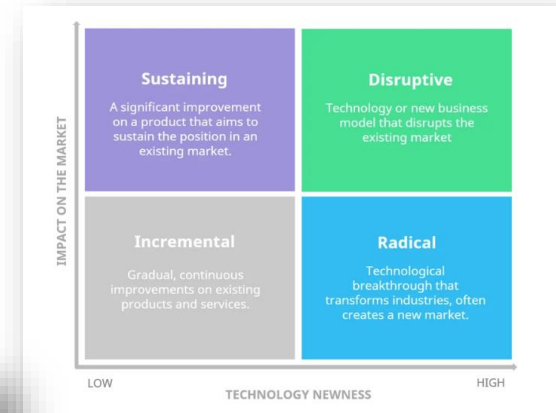 IMPACT ON THE MARKET
Sustaining
A significant improvement
on a product that aims to
sustain the position in an
existing market.
Disruptive
Technology or new business
model that disrupts the
existing market
Incremental
Gradual, continuous
improvements on existing
products and services.
Radical
Technological
breakthrough that
transforms industries, often
creates a new market.
LOW
HIGH
TECHNOLOGY NEWNESS